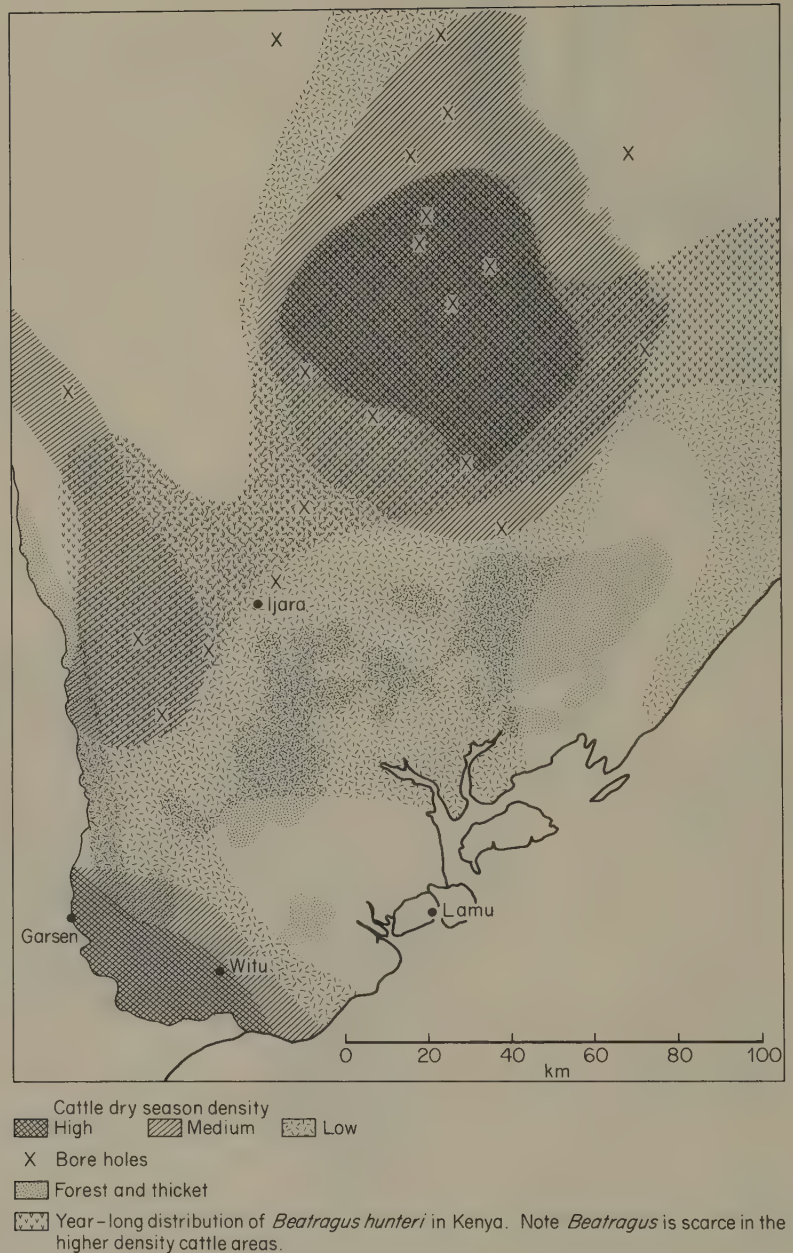 Ijara
Garsen
Witu
Lamu
0 20 40 60 80 100
km
Cattle dry season density
High Medium Low
X Bore holes
Forest and thicket
Year-long distribution of Beatragus hunteri in Kenya. Note Beatragus is scarce in the
higher density cattle areas.